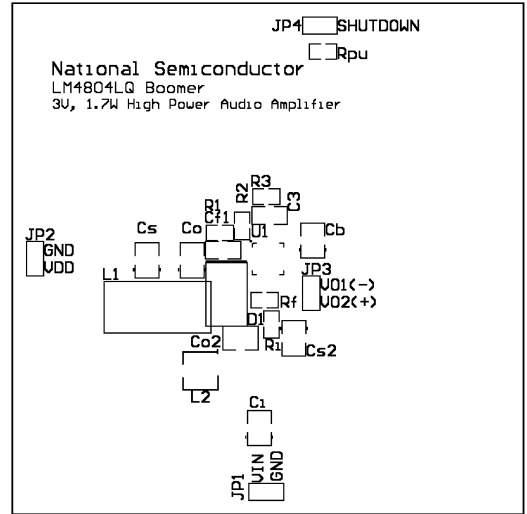 JP4 SHUTDOWN
Rpu
National Semiconductor
LM4804LQ Boomer
3V, 1.7W High Power Audio Amplifier
R3
R2
C3
R1
Cf1
U1
Cs
Co
Cb
JP2
GND
VDD
L1
JP3
VO1(-)
VO2(+)
Rf
D1
Co2
Ri
Cs2
L2
Ci
VIN
GND
JP1